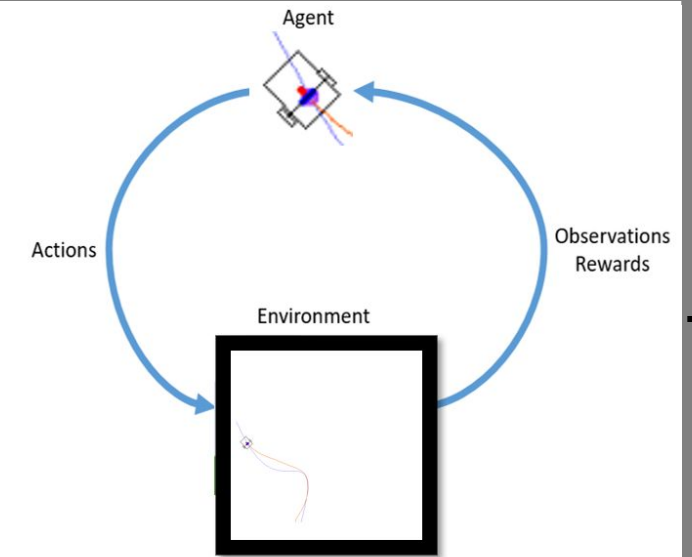 Agent
Actions
Observations
Rewards
Environment